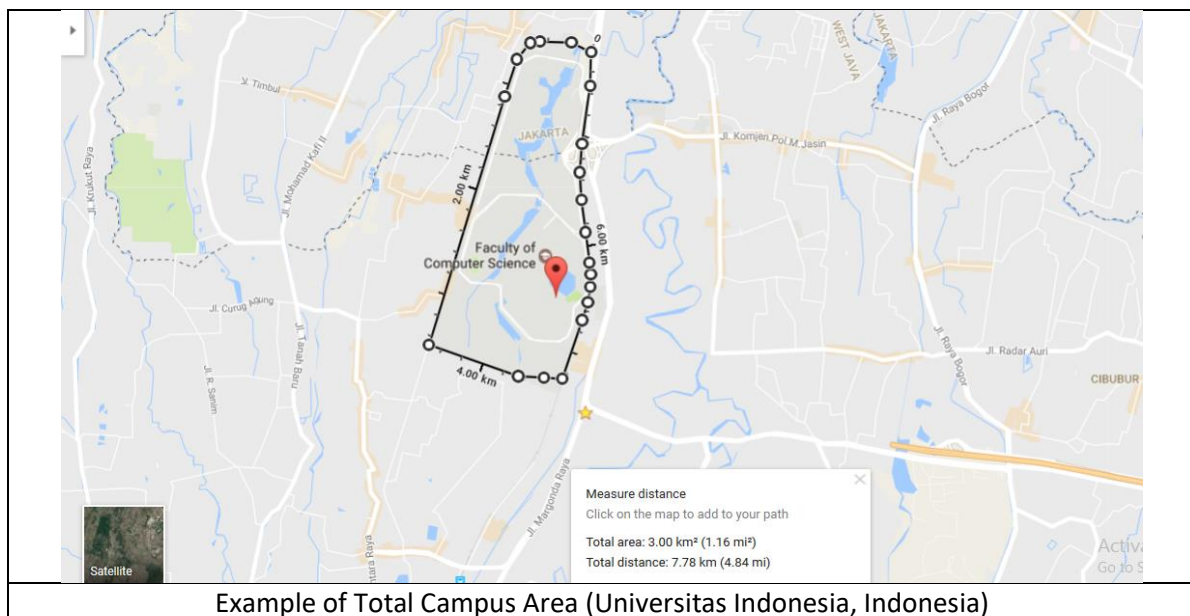 0
WEST JAVA
JAKARTA
Jl. Timbul
Jl. Raya Bogor
JAKARTA
Jl. Komjen.Pol.M.Jasin
Jl. Krukut Raya
Jl. Mohamad Kafi II
2.00 km
6.00 km
Faculty of
Computer Science
Jl. Curug Agung
Jl. Tanah Baru
Jl. Raya Bogor
Jl. Radar Auri
Jl. R. Sanim
4.00 km
CIBUBUR
Jl. Margonda Raya
Measure distance
Click on the map to add to your path
Total area: 3.00 km² (1.16 mi²)
Total distance: 7.78 km (4.84 mi)
Satellite
Example of Total Campus Area (Universitas Indonesia, Indonesia)